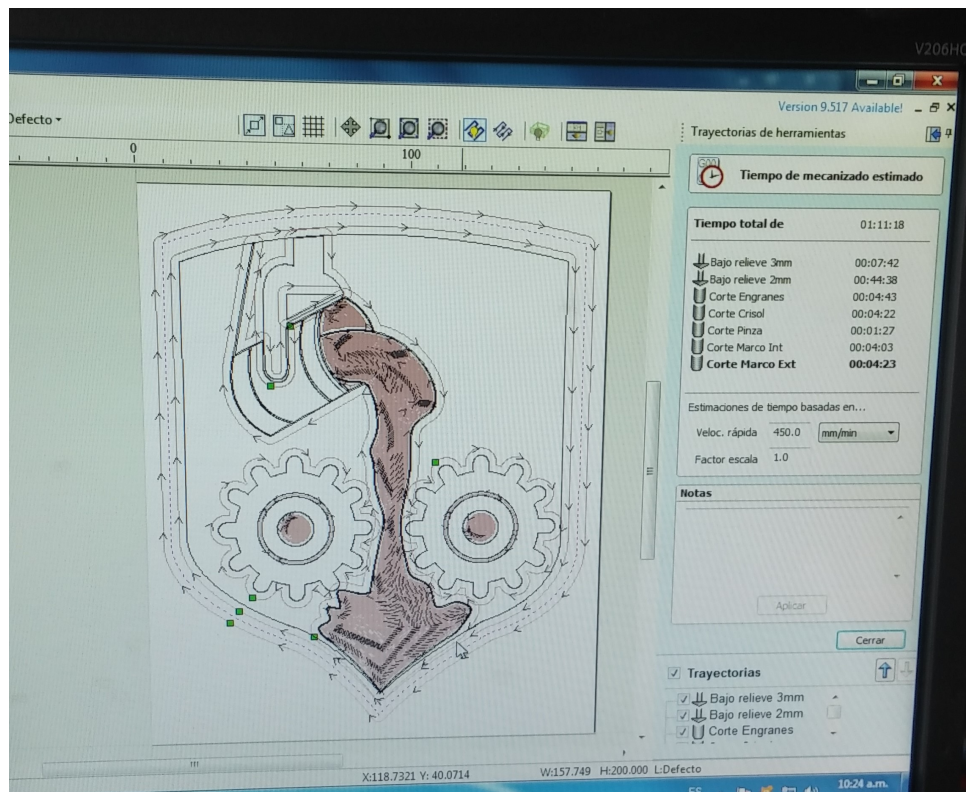 V206HQ
Version 9.517 Available!
Defecto
Trayectorias de herramientas
0
100
Tiempo de mecanizado estimado
Tiempo total de 01:11:18
Bajo relieve 3mm 00:07:42
Bajo relieve 2mm 00:44:38
Corte Engranes 00:04:43
Corte Crisol 00:04:22
Corte Pinza 00:01:27
Corte Marco Int 00:04:03
Corte Marco Ext 00:04:23
Estimaciones de tiempo basadas en...
Veloc. rápida 450.0 mm/min
Factor escala 1.0
Notas
Aplicar
Cerrar
Trayectorias
Bajo relieve 3mm
Bajo relieve 2mm
Corte Engranes
X:118.7321 Y: 40.0714 W:157.749 H:200.000 L:Defecto
ES 10:24 a.m.